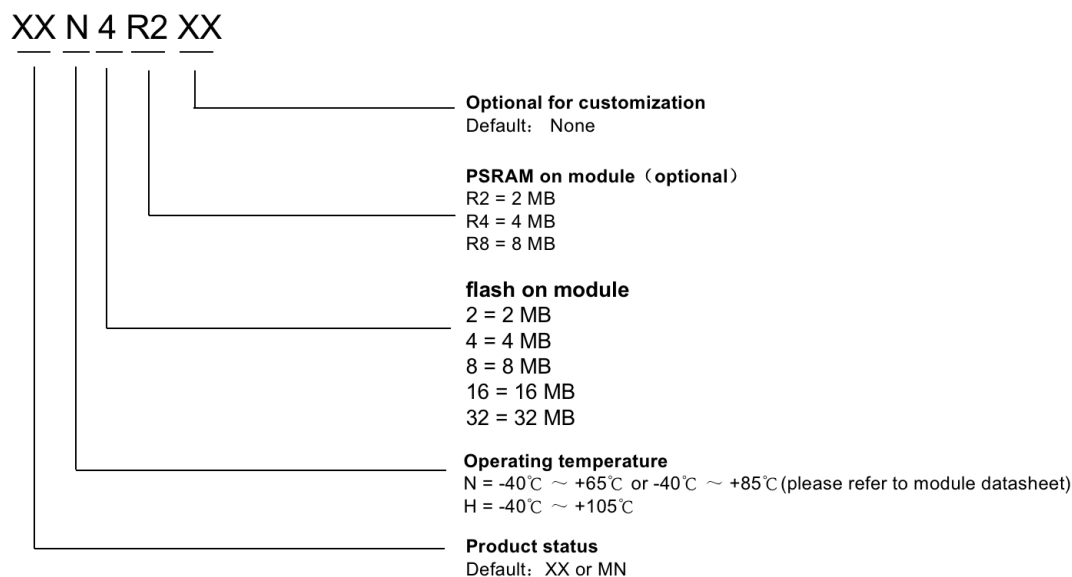 XX N 4 R2 XX
Optional for customization
Default： None
PSRAM on module（optional）
R2 = 2 MB
R4 = 4 MB
R8 = 8 MB
flash on module
2 = 2 MB
4 = 4 MB
8 = 8 MB
16 = 16 MB
32 = 32 MB
Operating temperature
N = -40℃ ～ +65℃ or -40℃ ～ +85℃(please refer to module datasheet)
H = -40℃ ～ +105℃
Product status
Default：XX or MN